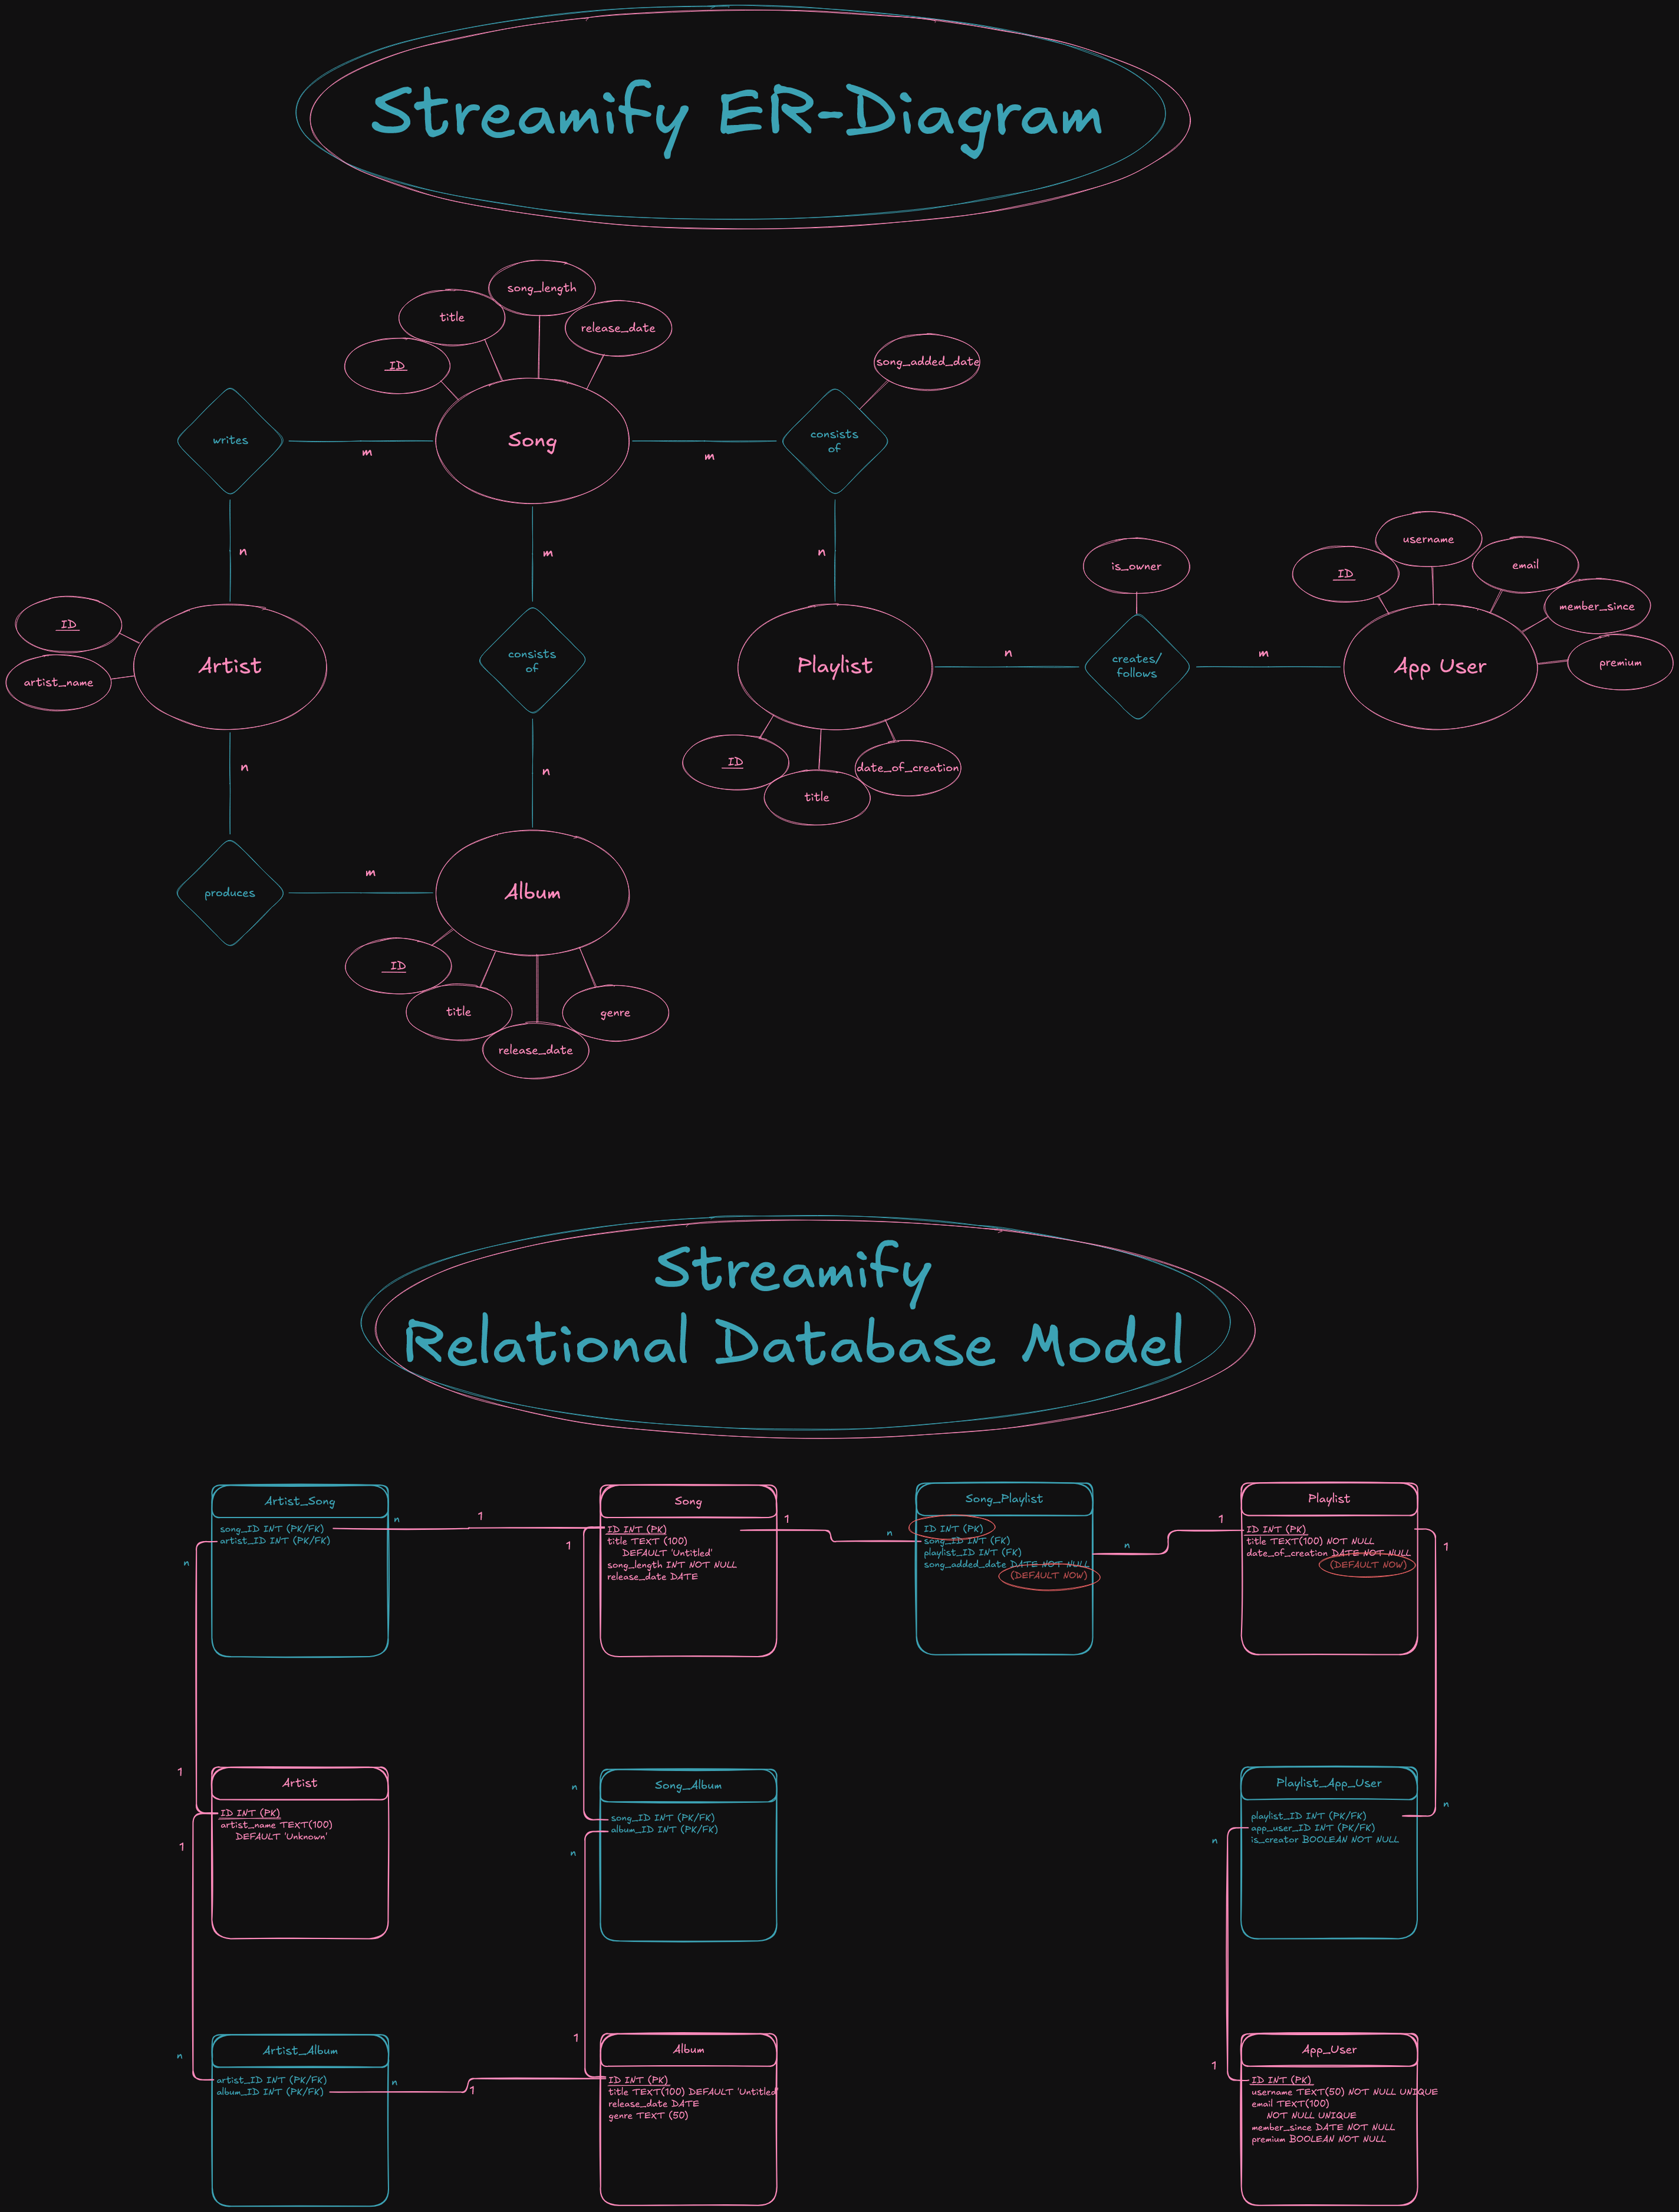 Streamify ER-Diagram
song_length
title
release_date
ID
song_added_date
writes
m
Song
m
consists
of
n
m
n
username
ID
email
member_since
premium
is_owner
ID
artist_name
Artist
consists
of
Playlist
n
creates/
follows
m
App User
n
n
ID
title
date_of_creation
produces
m
Album
ID
title
release_date
genre
Streamify
Relational Database Model
Artist_Song
song_ID INT (PK/FK)
artist_ID INT (PK/FK)
n
1
n
1
Song
ID INT (PK)
title TEXT (100)
DEFAULT 'Untitled'
song_length INT NOT NULL
release_date DATE
1
1
n
Song_Playlist
ID INT (PK)
song_ID INT (FK)
playlist_ID INT (FK)
song_added_date DATE NOT NULL
(DEFAULT NOW)
n
1
Playlist
ID INT (PK)
title TEXT(100) NOT NULL
date_of_creation DATE NOT NULL
(DEFAULT NOW)
1
Artist
ID INT (PK)
artist_name TEXT(100)
DEFAULT 'Unknown'
1
n
Song_Album
song_ID INT (PK/FK)
album_ID INT (PK/FK)
n
Playlist_App_User
playlist_ID INT (PK/FK)
app_user_ID INT (PK/FK)
is_creator BOOLEAN NOT NULL
n
n
Artist_Album
artist_ID INT (PK/FK)
album_ID INT (PK/FK)
n
n
1
1
Album
ID INT (PK)
title TEXT(100) DEFAULT 'Untitled'
release_date DATE
genre TEXT (50)
1
App_User
ID INT (PK)
username TEXT(50) NOT NULL UNIQUE
email TEXT(100)
NOT NULL UNIQUE
member_since DATE NOT NULL
premium BOOLEAN NOT NULL